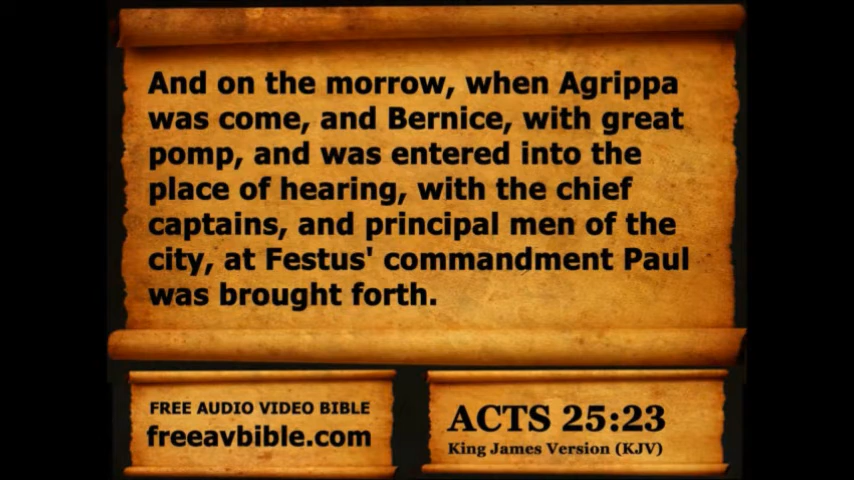 And on the morrow, when Agrippa
was come, and Bernice, with great
pomp, and was entered into the
place of hearing, with the chief
captains, and principal men of the
city, at Festus' commandment Paul
was brought forth.
FREE AUDIO VIDEO BIBLE
freeavbible.com
ACTS 25:23
King James Version (KJV)